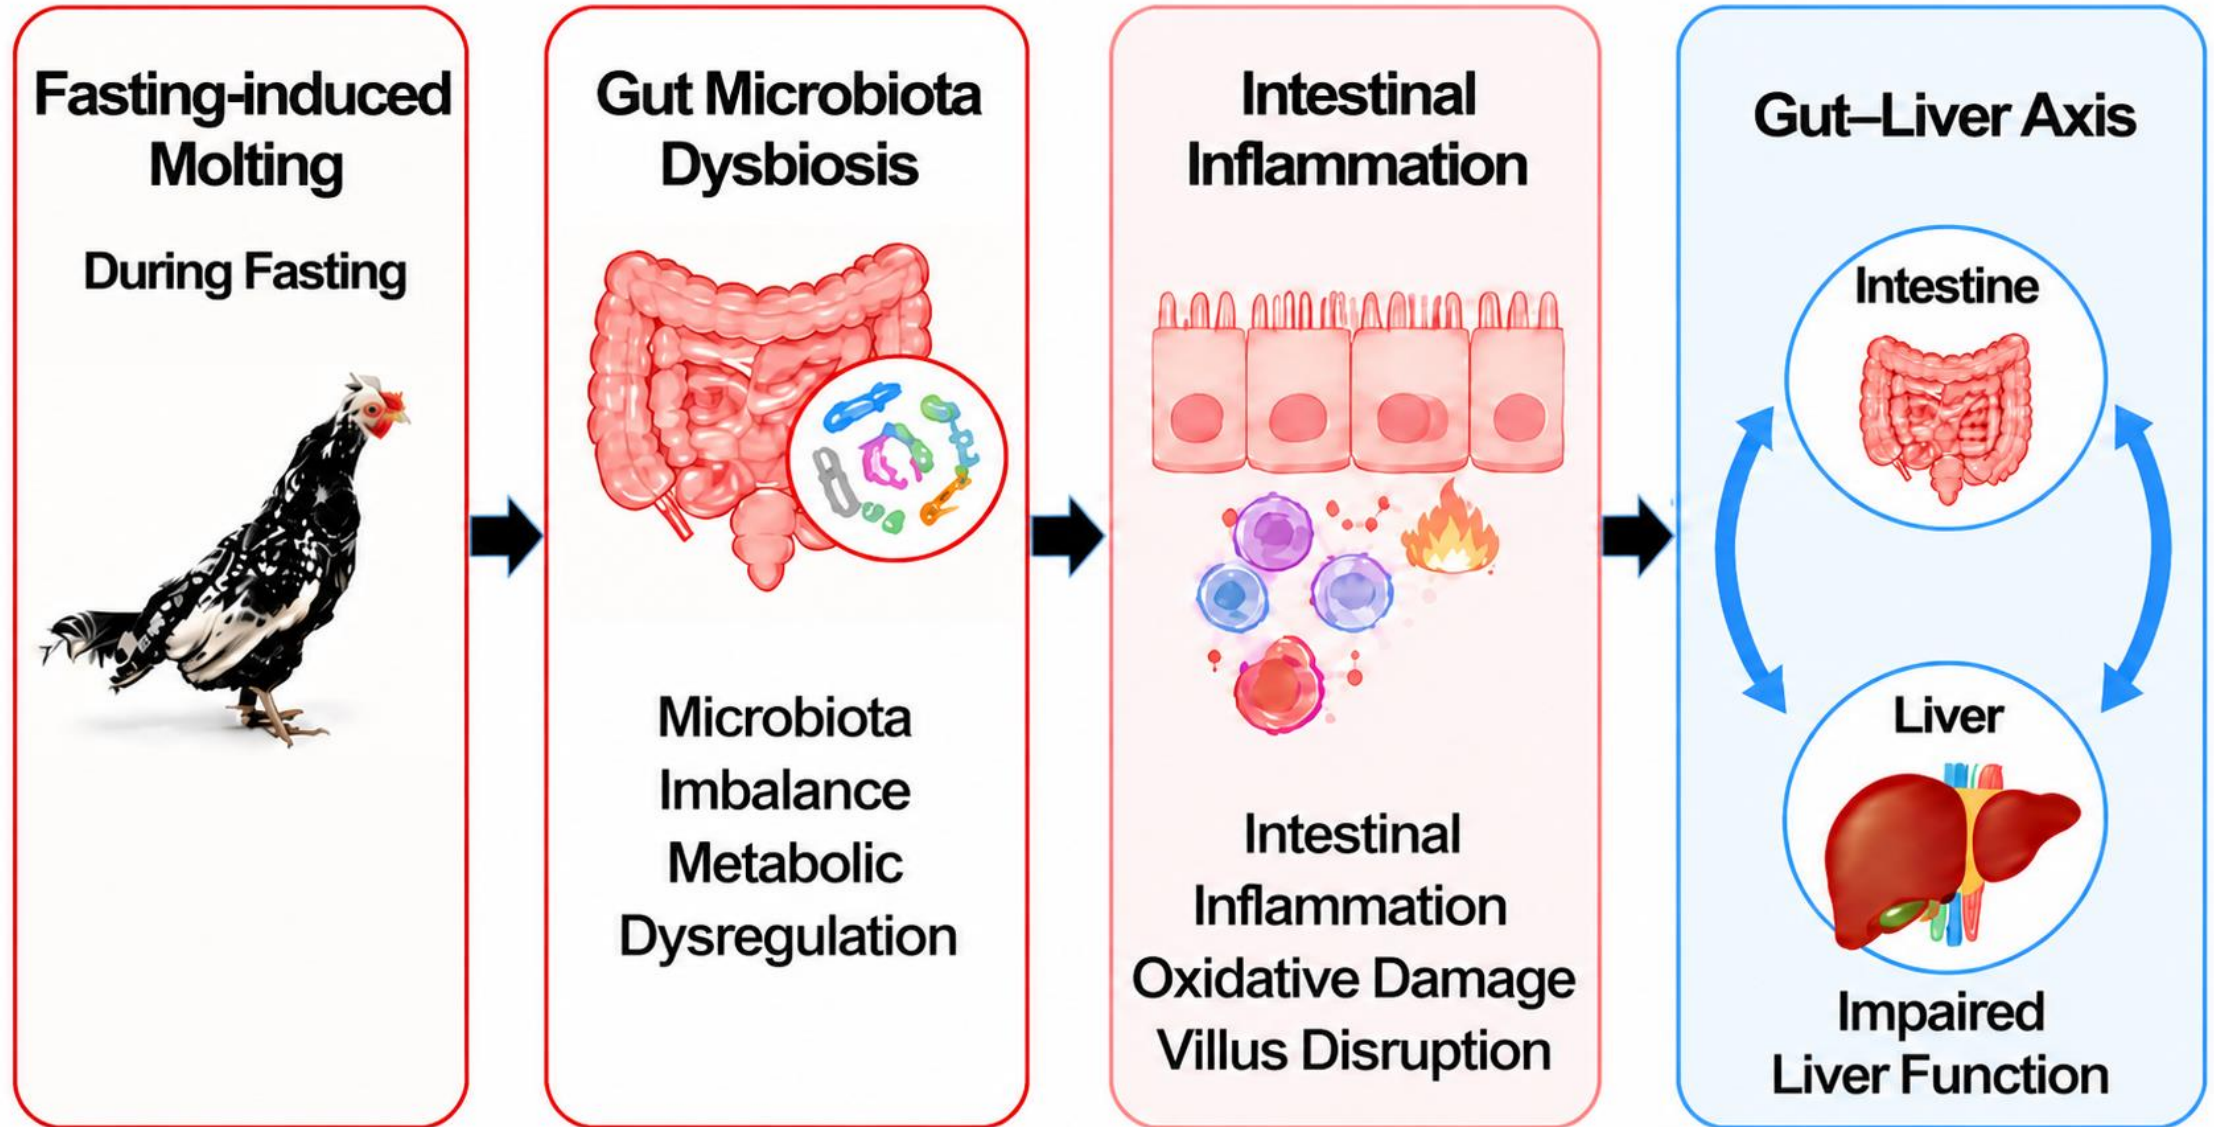 Fasting-induced
Molting
During Fasting
Gut Microbiota
Dysbiosis
Microbiota
Imbalance
Metabolic
Dysregulation
Intestinal
Inflammation
Intestinal
Inflammation
Oxidative Damage
Villus Disruption
Gut–Liver Axis
Intestine
Liver
Impaired
Liver Function